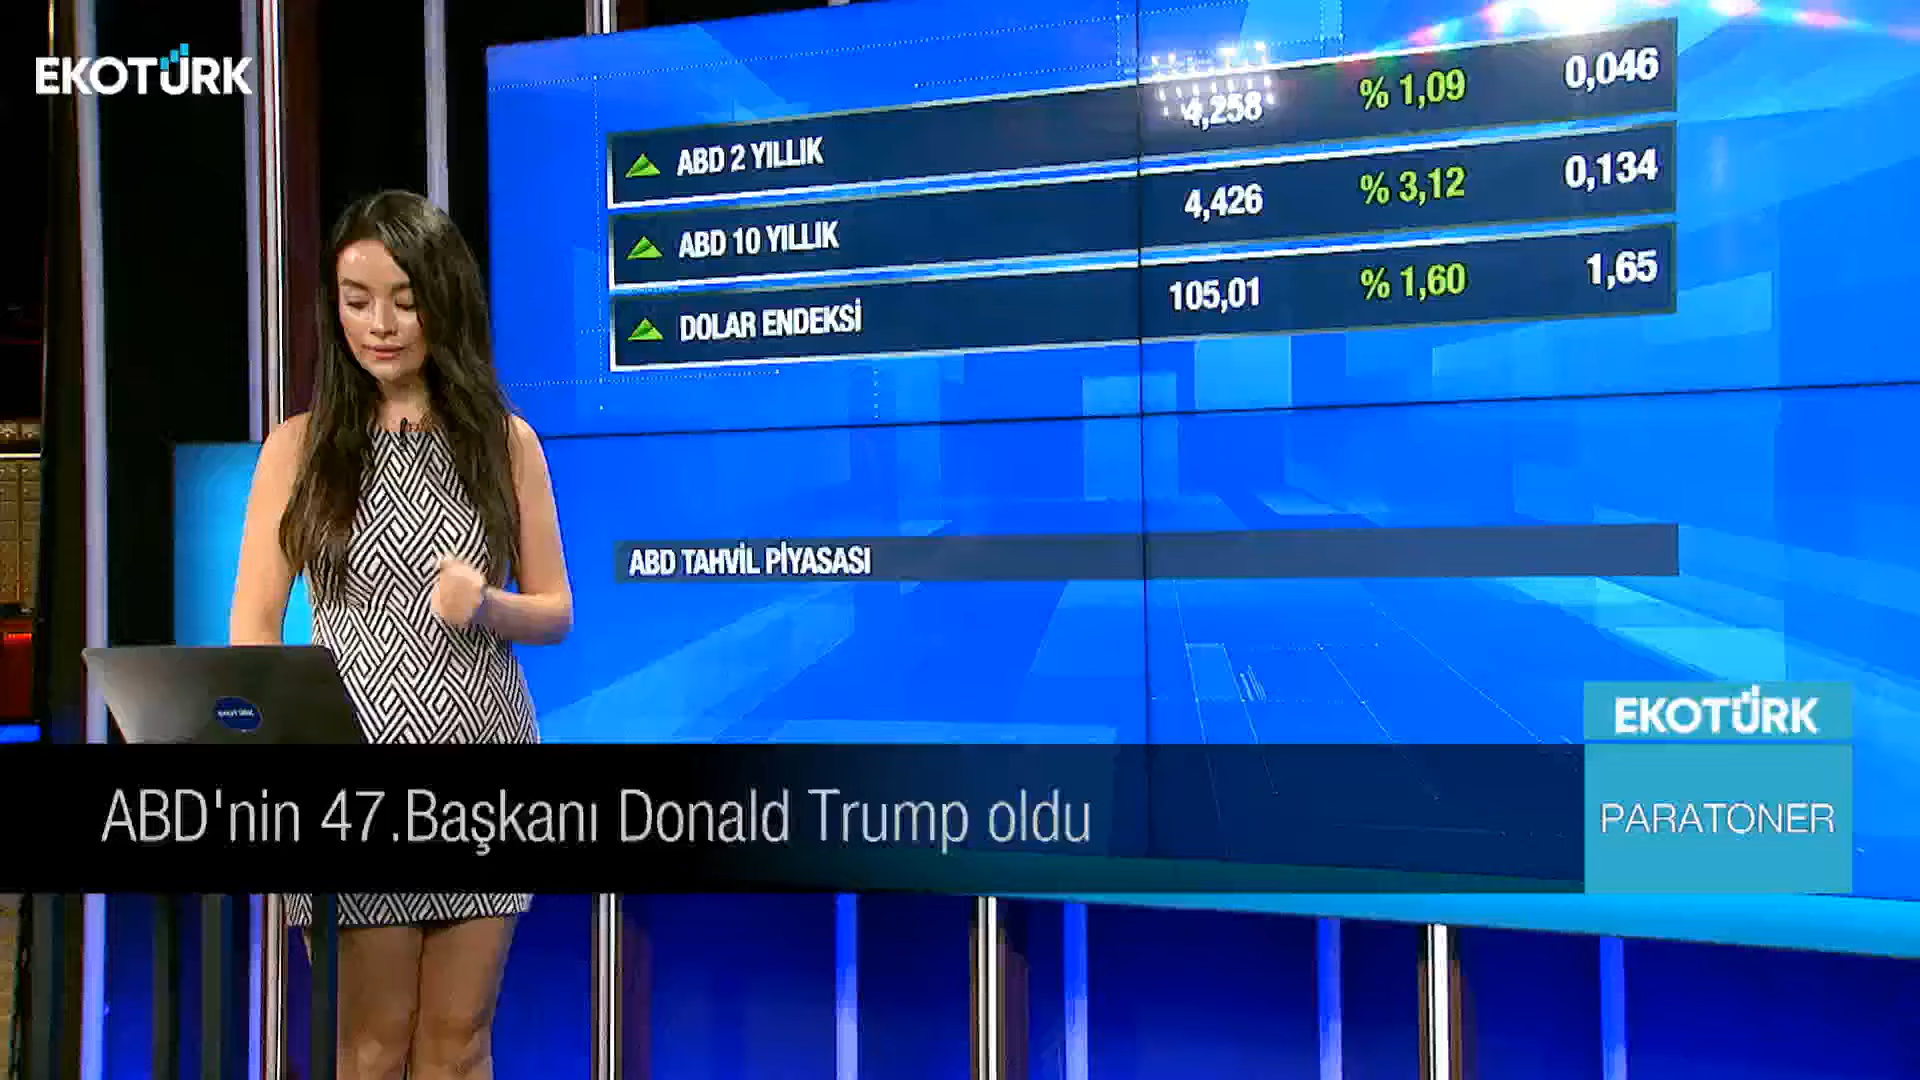 EKOTÜRK
ABD 2 YILLIK 4,258 % 1,09 0,046
ABD 10 YILLIK 4,426 % 3,12 0,134
DOLAR ENDEKSİ 105,01 % 1,60 1,65
ABD TAHVİL PİYASASI
EKOTÜRK
PARATONER
ABD'nin 47.Başkanı Donald Trump oldu
EKOTÜRK